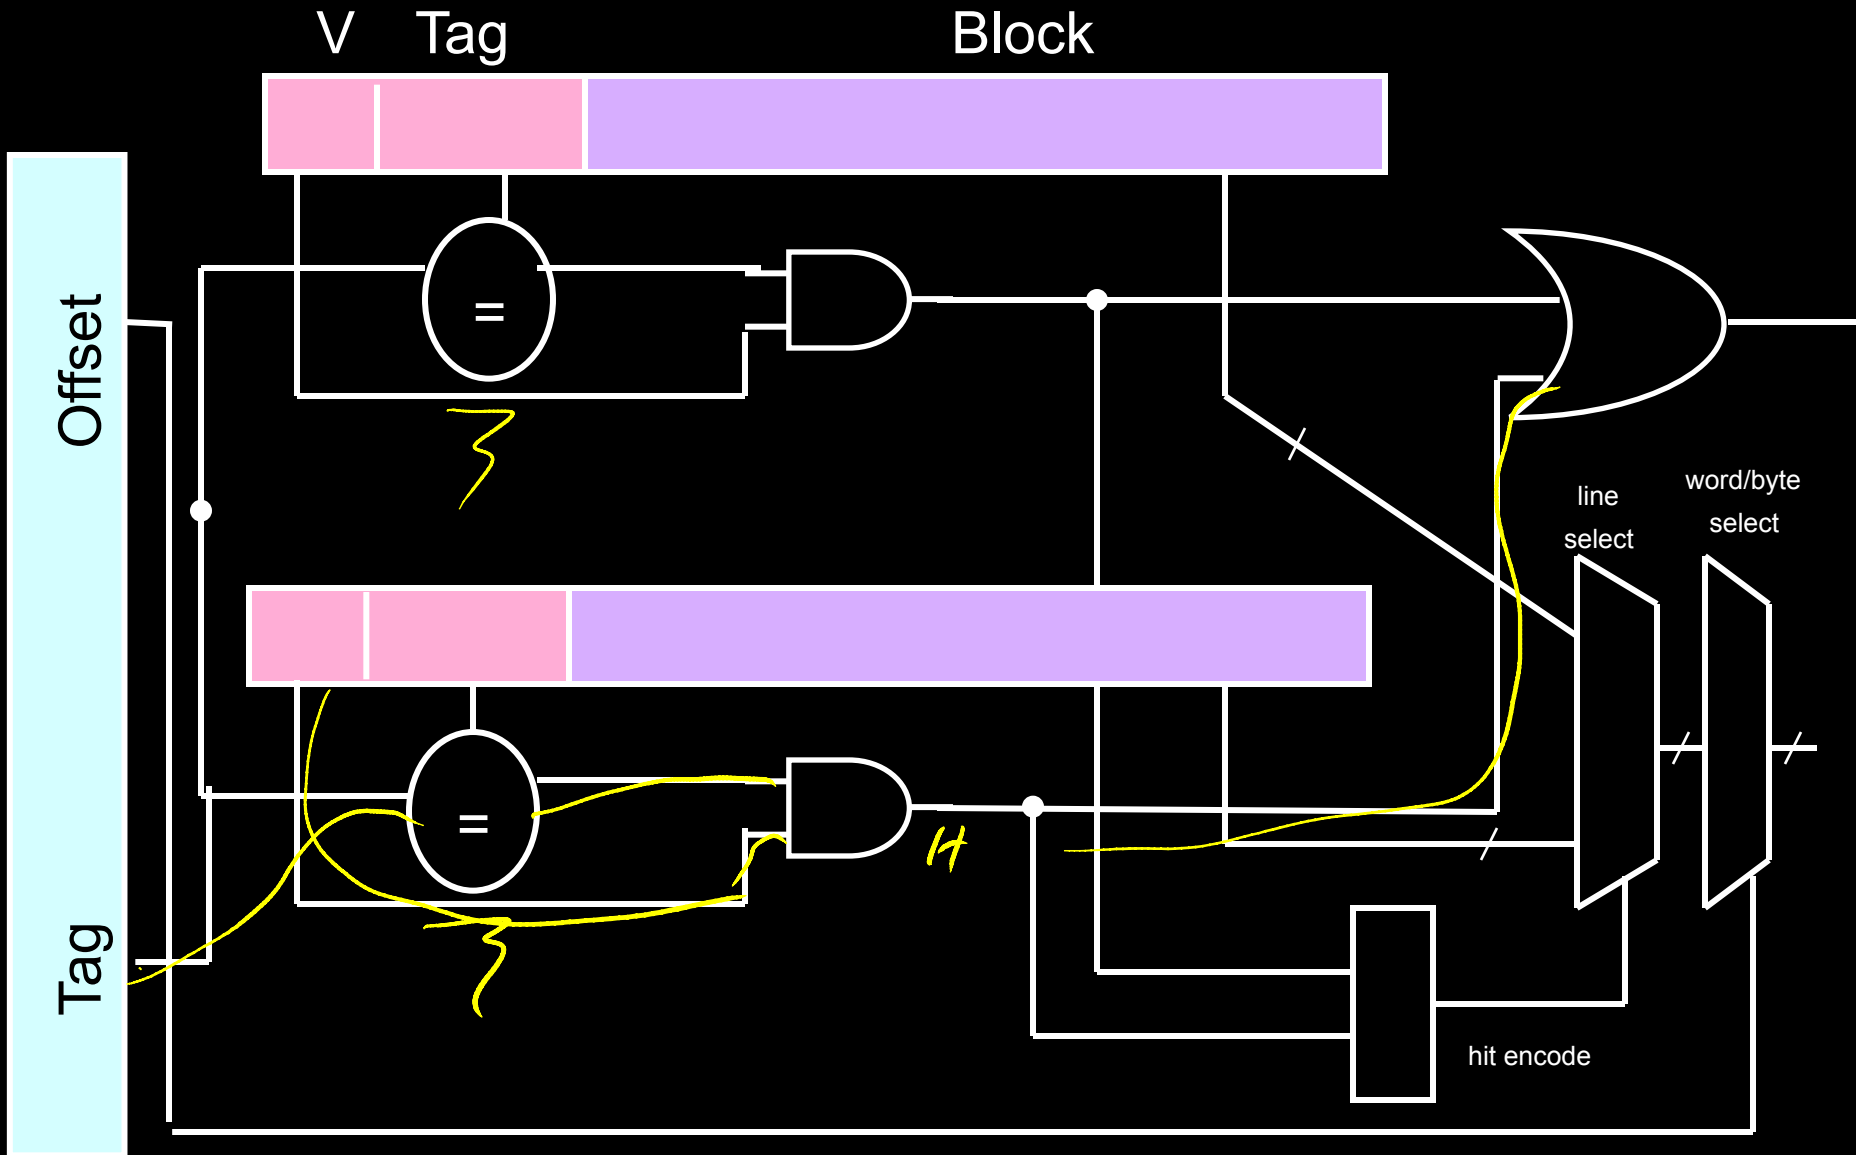 V Tag Block
Offset
=
line
select
word/byte
select
=
H
Tag
hit encode